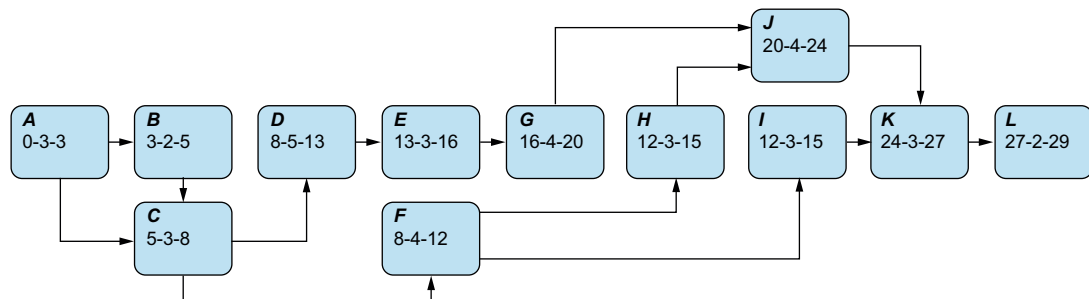 J
20-4-24
A
0-3-3
B
3-2-5
D
8-5-13
E
13-3-16
G
16-4-20
H
12-3-15
I
12-3-15
K
24-3-27
L
27-2-29
C
5-3-8
F
8-4-12